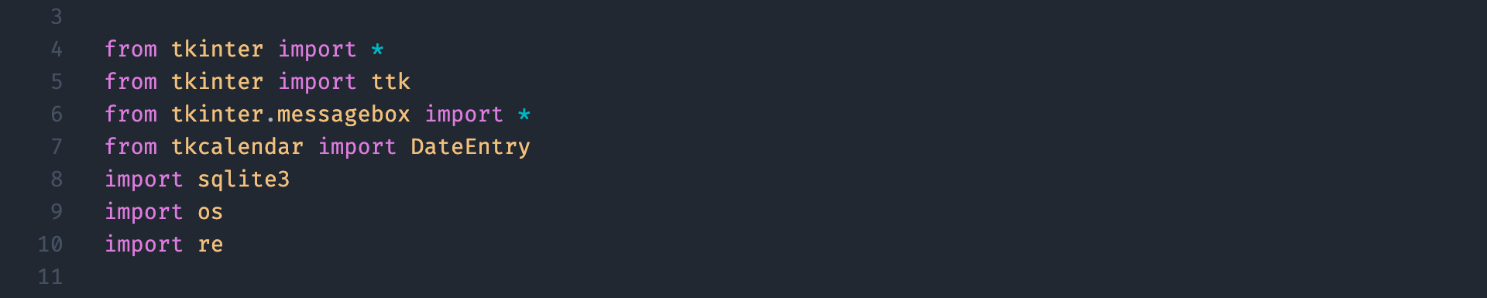 3
4 from tkinter import *
5 from tkinter import ttk
6 from tkinter.messagebox import *
7 from tkcalendar import DateEntry
8 import sqlite3
9 import os
10 import re
11